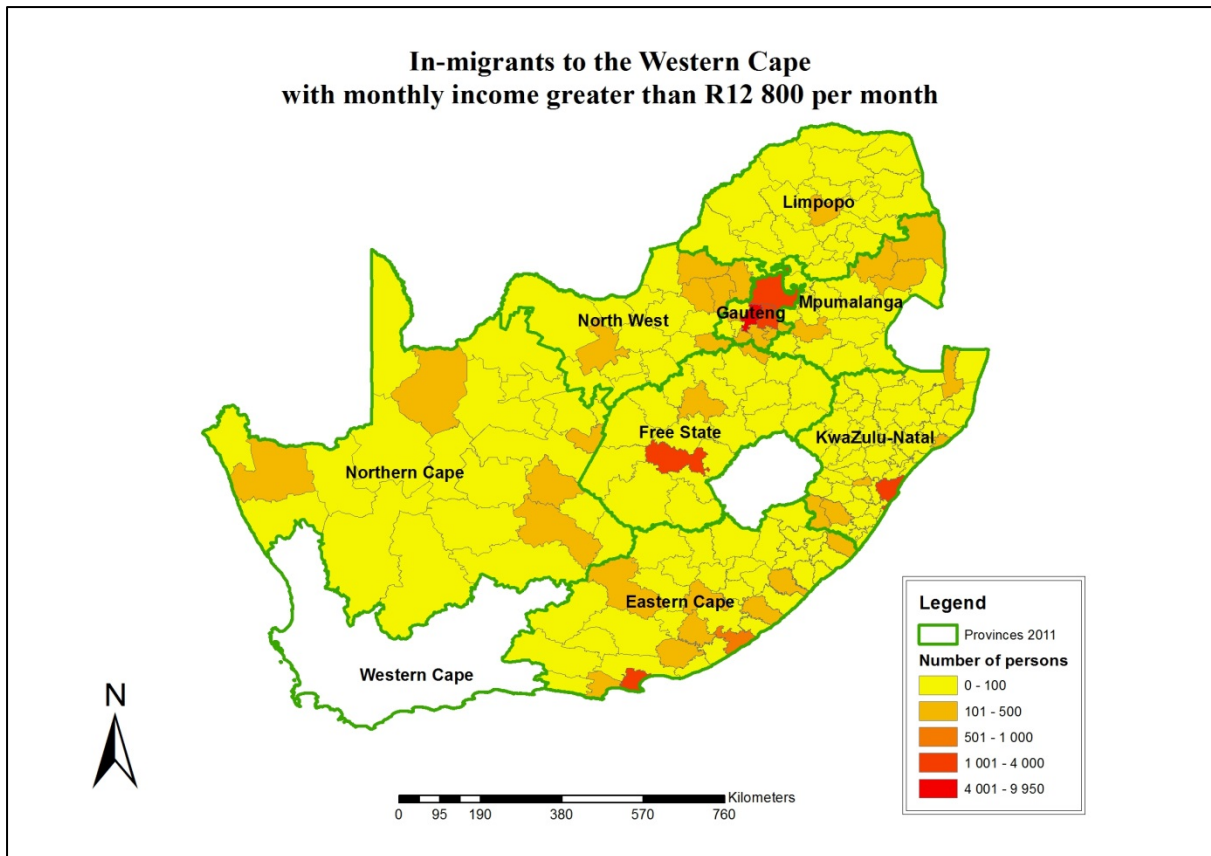 In-migrants to the Western Cape
with monthly income greater than R12 800 per month
Limpopo
Mpumalanga
Gauteng
North West
Free State
KwaZulu-Natal
Northern Cape
Eastern Cape
Western Cape
N
Kilometers
0 95 190 380 570 760
Legend
Provinces 2011
Number of persons
0 - 100
101 - 500
501 - 1 000
1 001 - 4 000
4 001 - 9 950